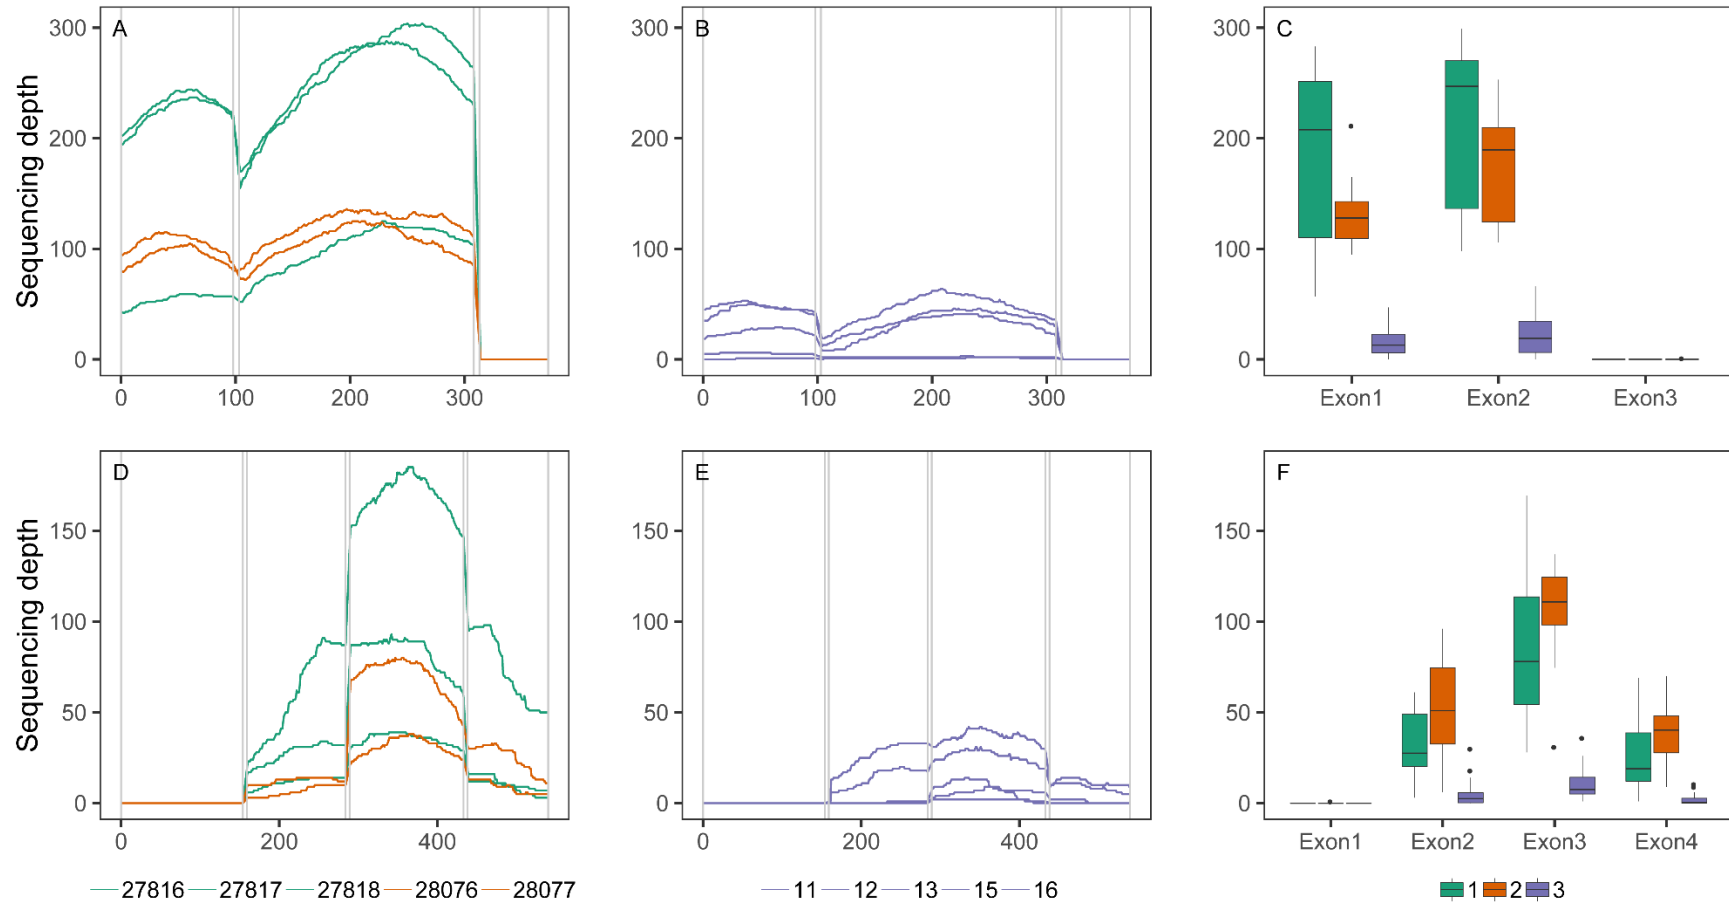 A B C
Sequencing depth
300 300 300
200 200 200
100 100 100
0 0 0
0 100 200 300 0 100 200 300 Exon1 Exon2 Exon3
D E F
Sequencing depth
150 150 150
100 100 100
50 50 50
0 0 0
0 200 400 0 200 400 Exon1 Exon2 Exon3 Exon4
27816 27817 27818 28076 28077 11 12 13 15 16 1 2 3